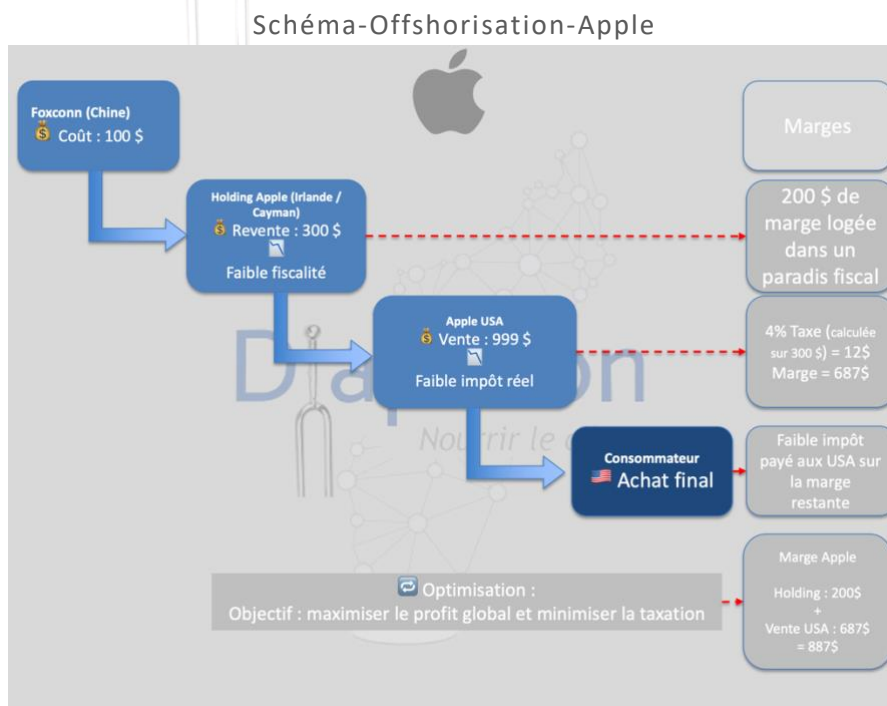 Schéma-Offshorisation-Apple
Foxconn (Chine)
Coût : 100 $
Marges
Holding Apple (Irlande /
Cayman)
Revente : 300 $
Faible fiscalité
200 $ de
marge logée
dans un
paradis fiscal
Apple USA
Vente : 999 $
Faible impôt réel
4% Taxe (calculée
sur 300 $) = 12$
Marge = 687$
Nourrir le
Consommateur
Achat final
Faible impôt
payé aux USA sur
la marge
restante
Optimisation :
Objectif : maximiser le profit global et minimiser la taxation
Marge Apple
Holding : 200$
+
Vente USA : 687$
= 887$